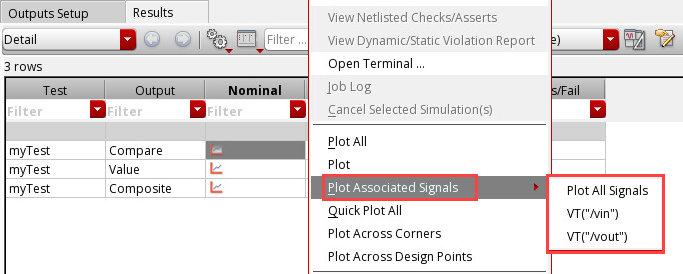 Outputs Setup Results
View Netlisted Checks/Asserts
View Dynamic/Static Violation Report
Detail
Filter ...
e)
Open Terminal ...
3 rows
Job Log
Test Output Nominal s/Fail
Cancel Selected Simulation(s)
Filter Filter Filter Filter
Plot All
myTest Compare
Plot
myTest Value
Plot Associated Signals
Plot All Signals
myTest Composite
Quick Plot All
VT("/vin")
Plot Across Corners
VT("/vout")
Plot Across Design Points